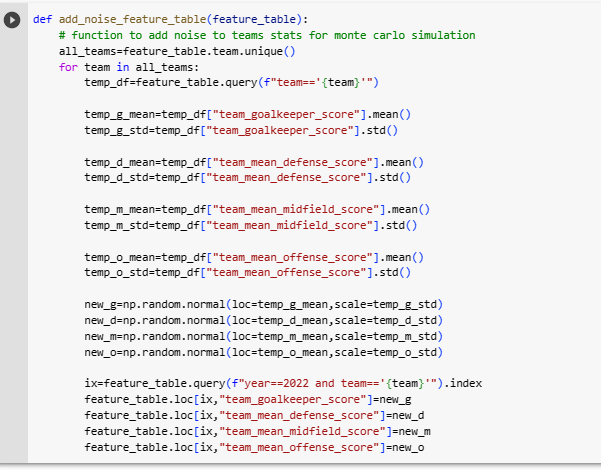 def add_noise_feature_table(feature_table):
    # function to add noise to teams stats for monte carlo simulation
    all_teams=feature_table.team.unique()
    for team in all_teams:
        temp_df=feature_table.query(f"team=='{team}'")

        temp_g_mean=temp_df["team_goalkeeper_score"].mean()
        temp_g_std=temp_df["team_goalkeeper_score"].std()

        temp_d_mean=temp_df["team_mean_defense_score"].mean()
        temp_d_std=temp_df["team_mean_defense_score"].std()

        temp_m_mean=temp_df["team_mean_midfield_score"].mean()
        temp_m_std=temp_df["team_mean_midfield_score"].std()

        temp_o_mean=temp_df["team_mean_offense_score"].mean()
        temp_o_std=temp_df["team_mean_offense_score"].std()

        new_g=np.random.normal(loc=temp_g_mean,scale=temp_g_std)
        new_d=np.random.normal(loc=temp_d_mean,scale=temp_d_std)
        new_m=np.random.normal(loc=temp_m_mean,scale=temp_m_std)
        new_o=np.random.normal(loc=temp_o_mean,scale=temp_o_std)

        ix=feature_table.query(f"year==2022 and team=='{team}'").index
        feature_table.loc[ix,"team_goalkeeper_score"]=new_g
        feature_table.loc[ix,"team_mean_defense_score"]=new_d
        feature_table.loc[ix,"team_mean_midfield_score"]=new_m
        feature_table.loc[ix,"team_mean_offense_score"]=new_o